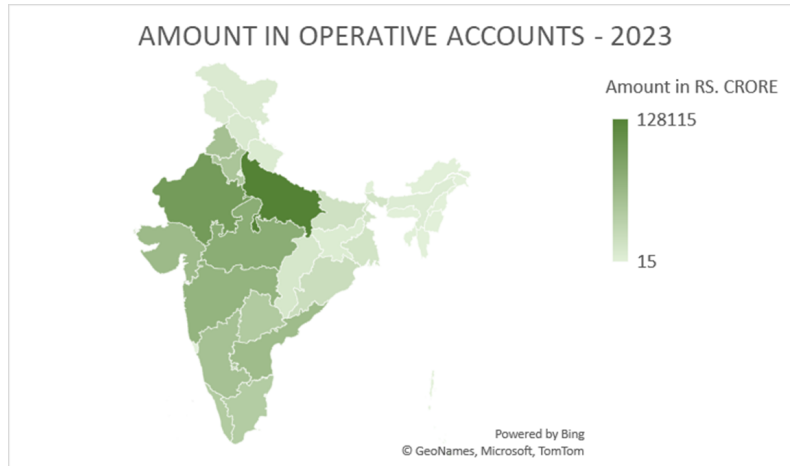 AMOUNT IN OPERATIVE ACCOUNTS - 2023
Amount in RS. CRORE
128115
15
Powered by Bing
© GeoNames, Microsoft, TomTom